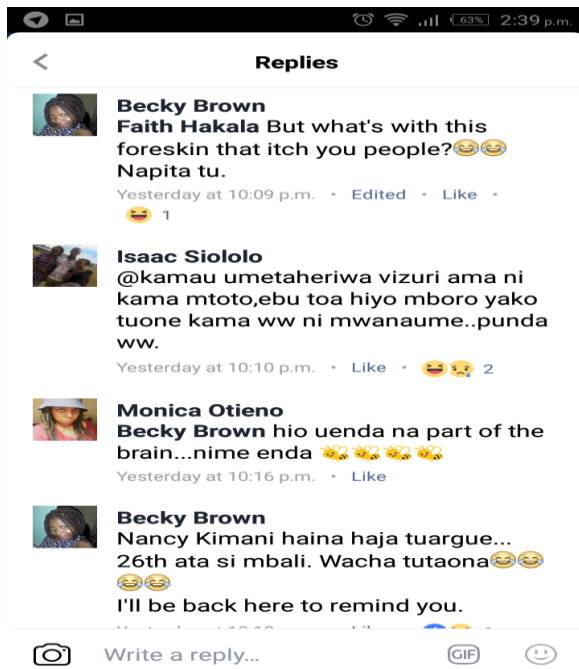 63% 2:39 p.m.
Replies
Becky Brown
Faith Hakala But what's with this
foreskin that itch you people?😂😂
Napita tu.
Yesterday at 10:09 p.m. • Edited • Like •
😆 1
Isaac Siololo
@kamau umetaheriwa vizuri ama ni
kama mtoto,ebu toa hiyo mboro yako
tuone kama ww ni mwanaume..punda
ww.
Yesterday at 10:10 p.m. • Like • 😆😢 2
Monica Otieno
Becky Brown hio uenda na part of the
brain...nime enda 🐝🐝🐝🐝
Yesterday at 10:16 p.m. • Like
Becky Brown
Nancy Kimani haina haja tuargue...
26th ata si mbali. Wacha tutaona😂😂
😂😂
I'll be back here to remind you.
Write a reply...
GIF